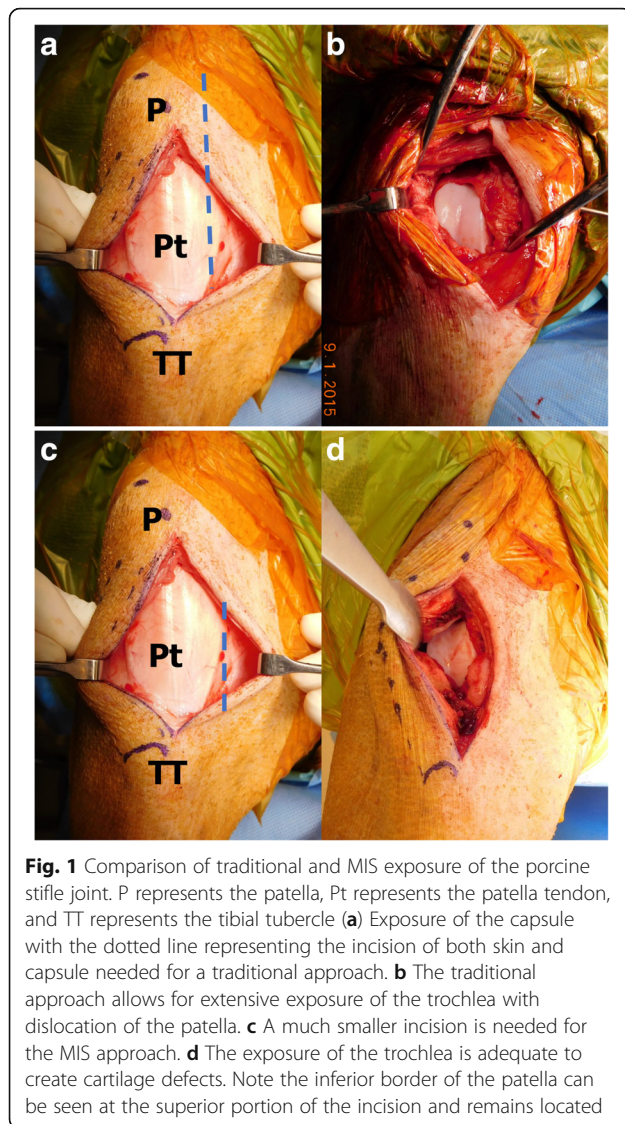 a
b
P
Pt
TT
9.1.2015
c
d
P
Pt
TT
Fig. 1 Comparison of traditional and MIS exposure of the porcine
stifle joint. P represents the patella, Pt represents the patella tendon,
and TT represents the tibial tubercle (a) Exposure of the capsule
with the dotted line representing the incision of both skin and
capsule needed for a traditional approach. b The traditional
approach allows for extensive exposure of the trochlea with
dislocation of the patella. c A much smaller incision is needed for
the MIS approach. d The exposure of the trochlea is adequate to
create cartilage defects. Note the inferior border of the patella can
be seen at the superior portion of the incision and remains located